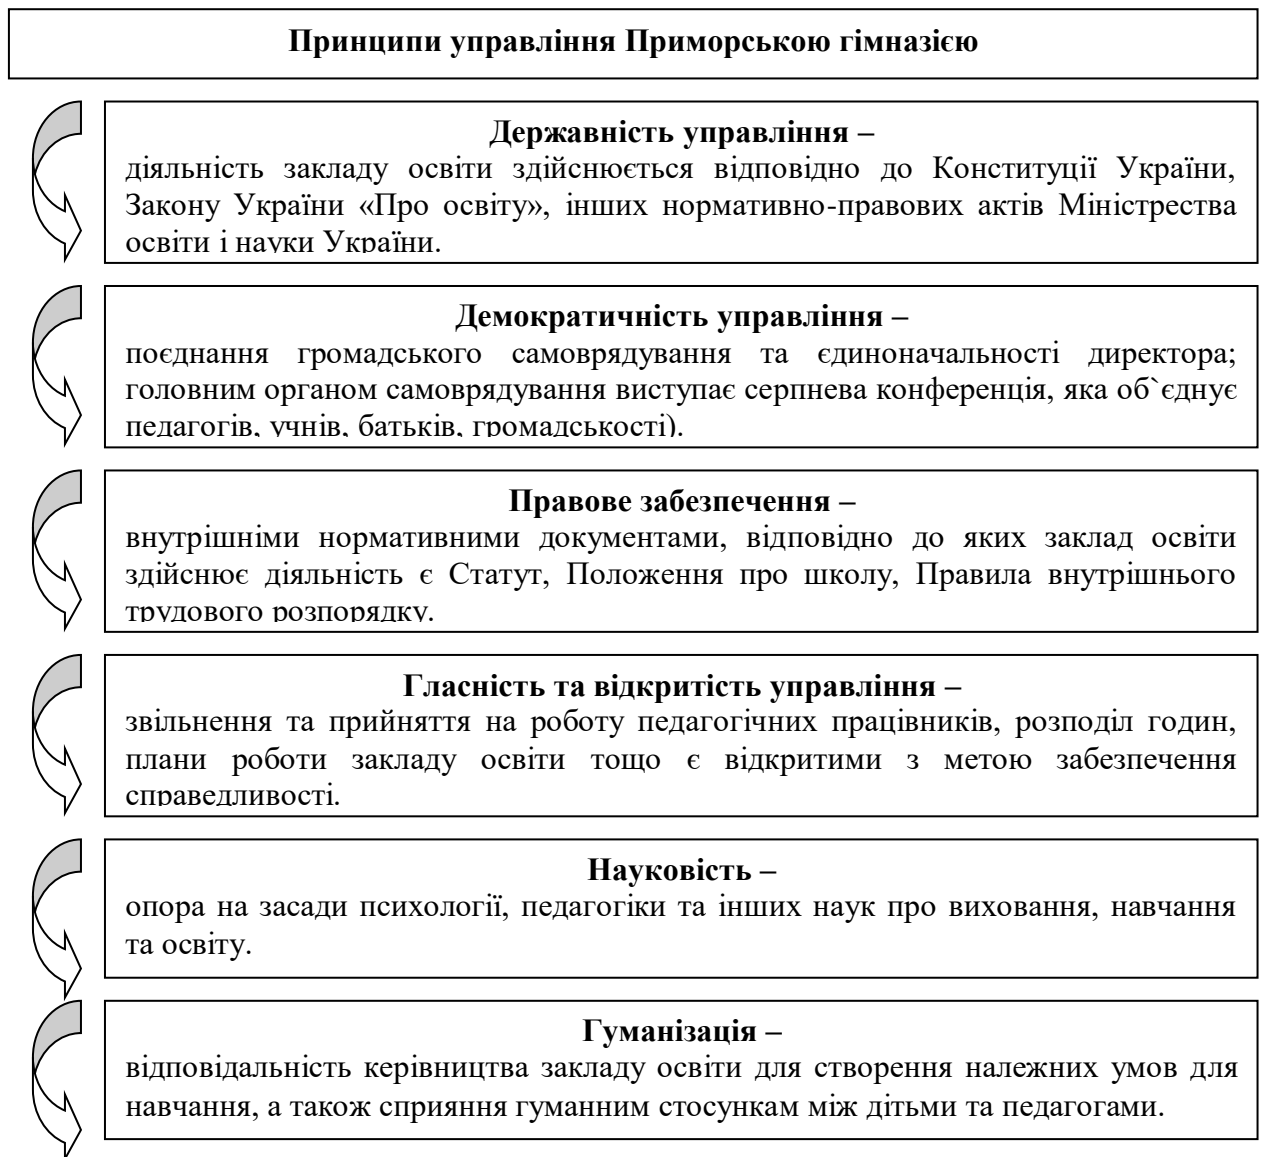 Принципи управління Приморською гімназією
Державність управління –
діяльність закладу освіти здійснюється відповідно до Конституції України,
Закону України «Про освіту», інших нормативно-правових актів Міністрества
освіти і науки України.
Демократичність управління –
поєднання громадського самоврядування та єдиноначальності директора;
головним органом самоврядування виступає серпнева конференція, яка об`єднує
педагогів, учнів, батьків, громадськості).
Правове забезпечення –
внутрішніми нормативними документами, відповідно до яких заклад освіти
здійснює діяльність є Статут, Положення про школу, Правила внутрішнього
трудового розпорядку.
Гласність та відкритість управління –
звільнення та прийняття на роботу педагогічних працівників, розподіл годин,
плани роботи закладу освіти тощо є відкритими з метою забезпечення
справедливості.
Науковість –
опора на засади психології, педагогіки та інших наук про виховання, навчання
та освіту.
Гуманізація –
відповідальність керівництва закладу освіти для створення належних умов для
навчання, а також сприяння гуманним стосункам між дітьми та педагогами.